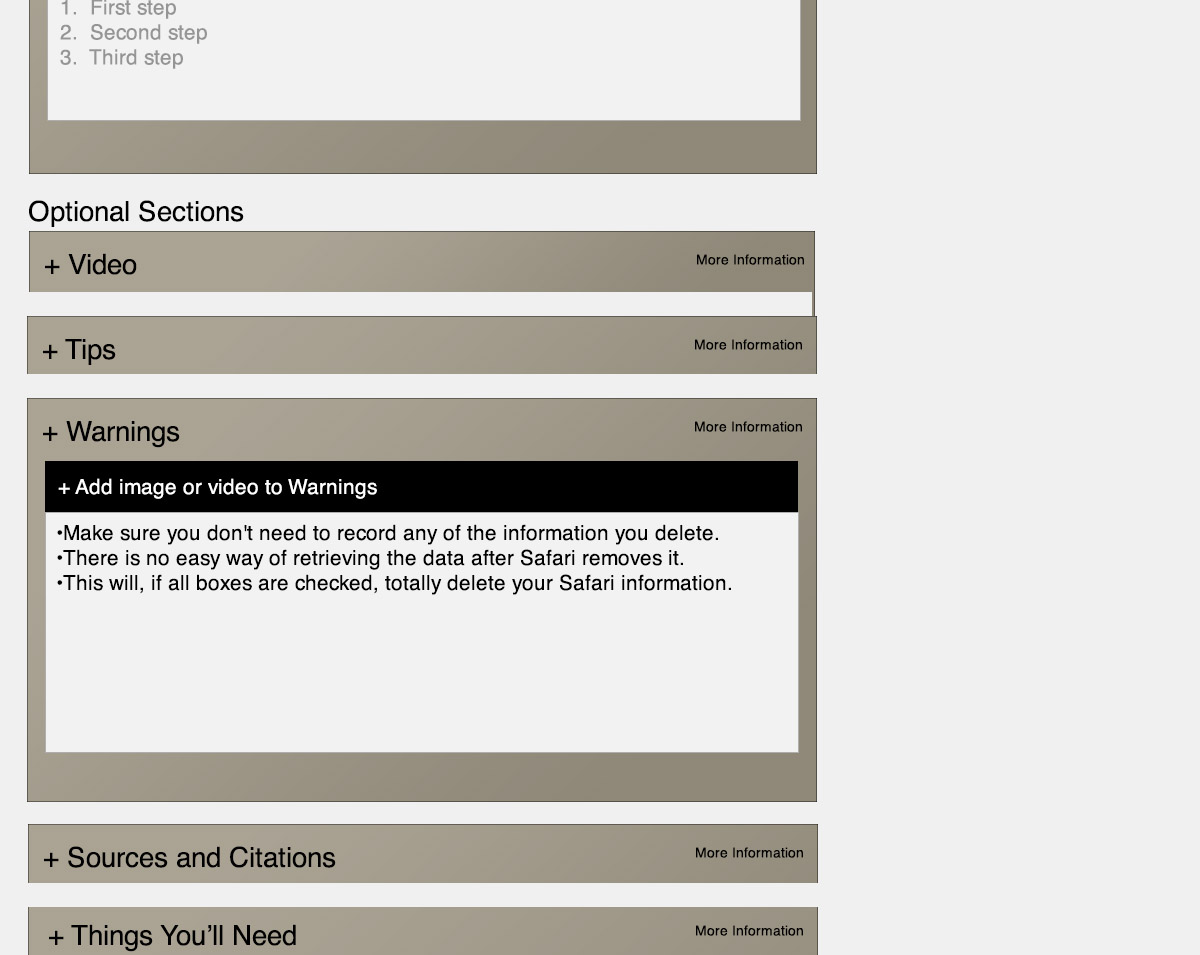 1. First step
2. Second step
3. Third step
Optional Sections
+ Video
More Information
+ Tips
More Information
+ Warnings
More Information
+ Add image or video to Warnings
•Make sure you don't need to record any of the information you delete.
•There is no easy way of retrieving the data after Safari removes it.
•This will, if all boxes are checked, totally delete your Safari information.
+ Sources and Citations
More Information
+ Things You’ll Need
More Information